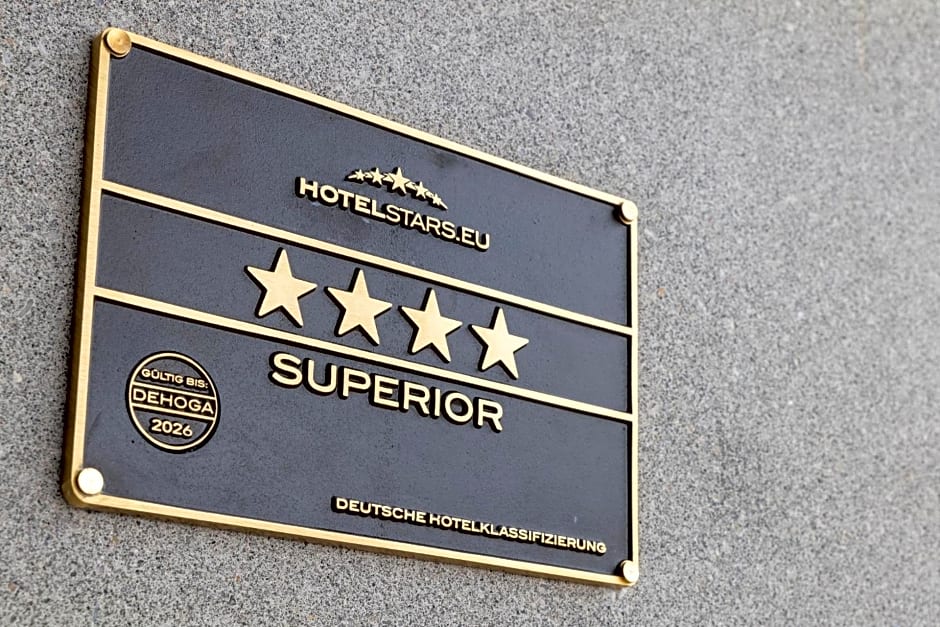 HOTELSTARS.EU
SUPERIOR
GÜLTIG BIS:
DEHOGA
2026
DEUTSCHE HOTELKLASSIFIZIERUNG